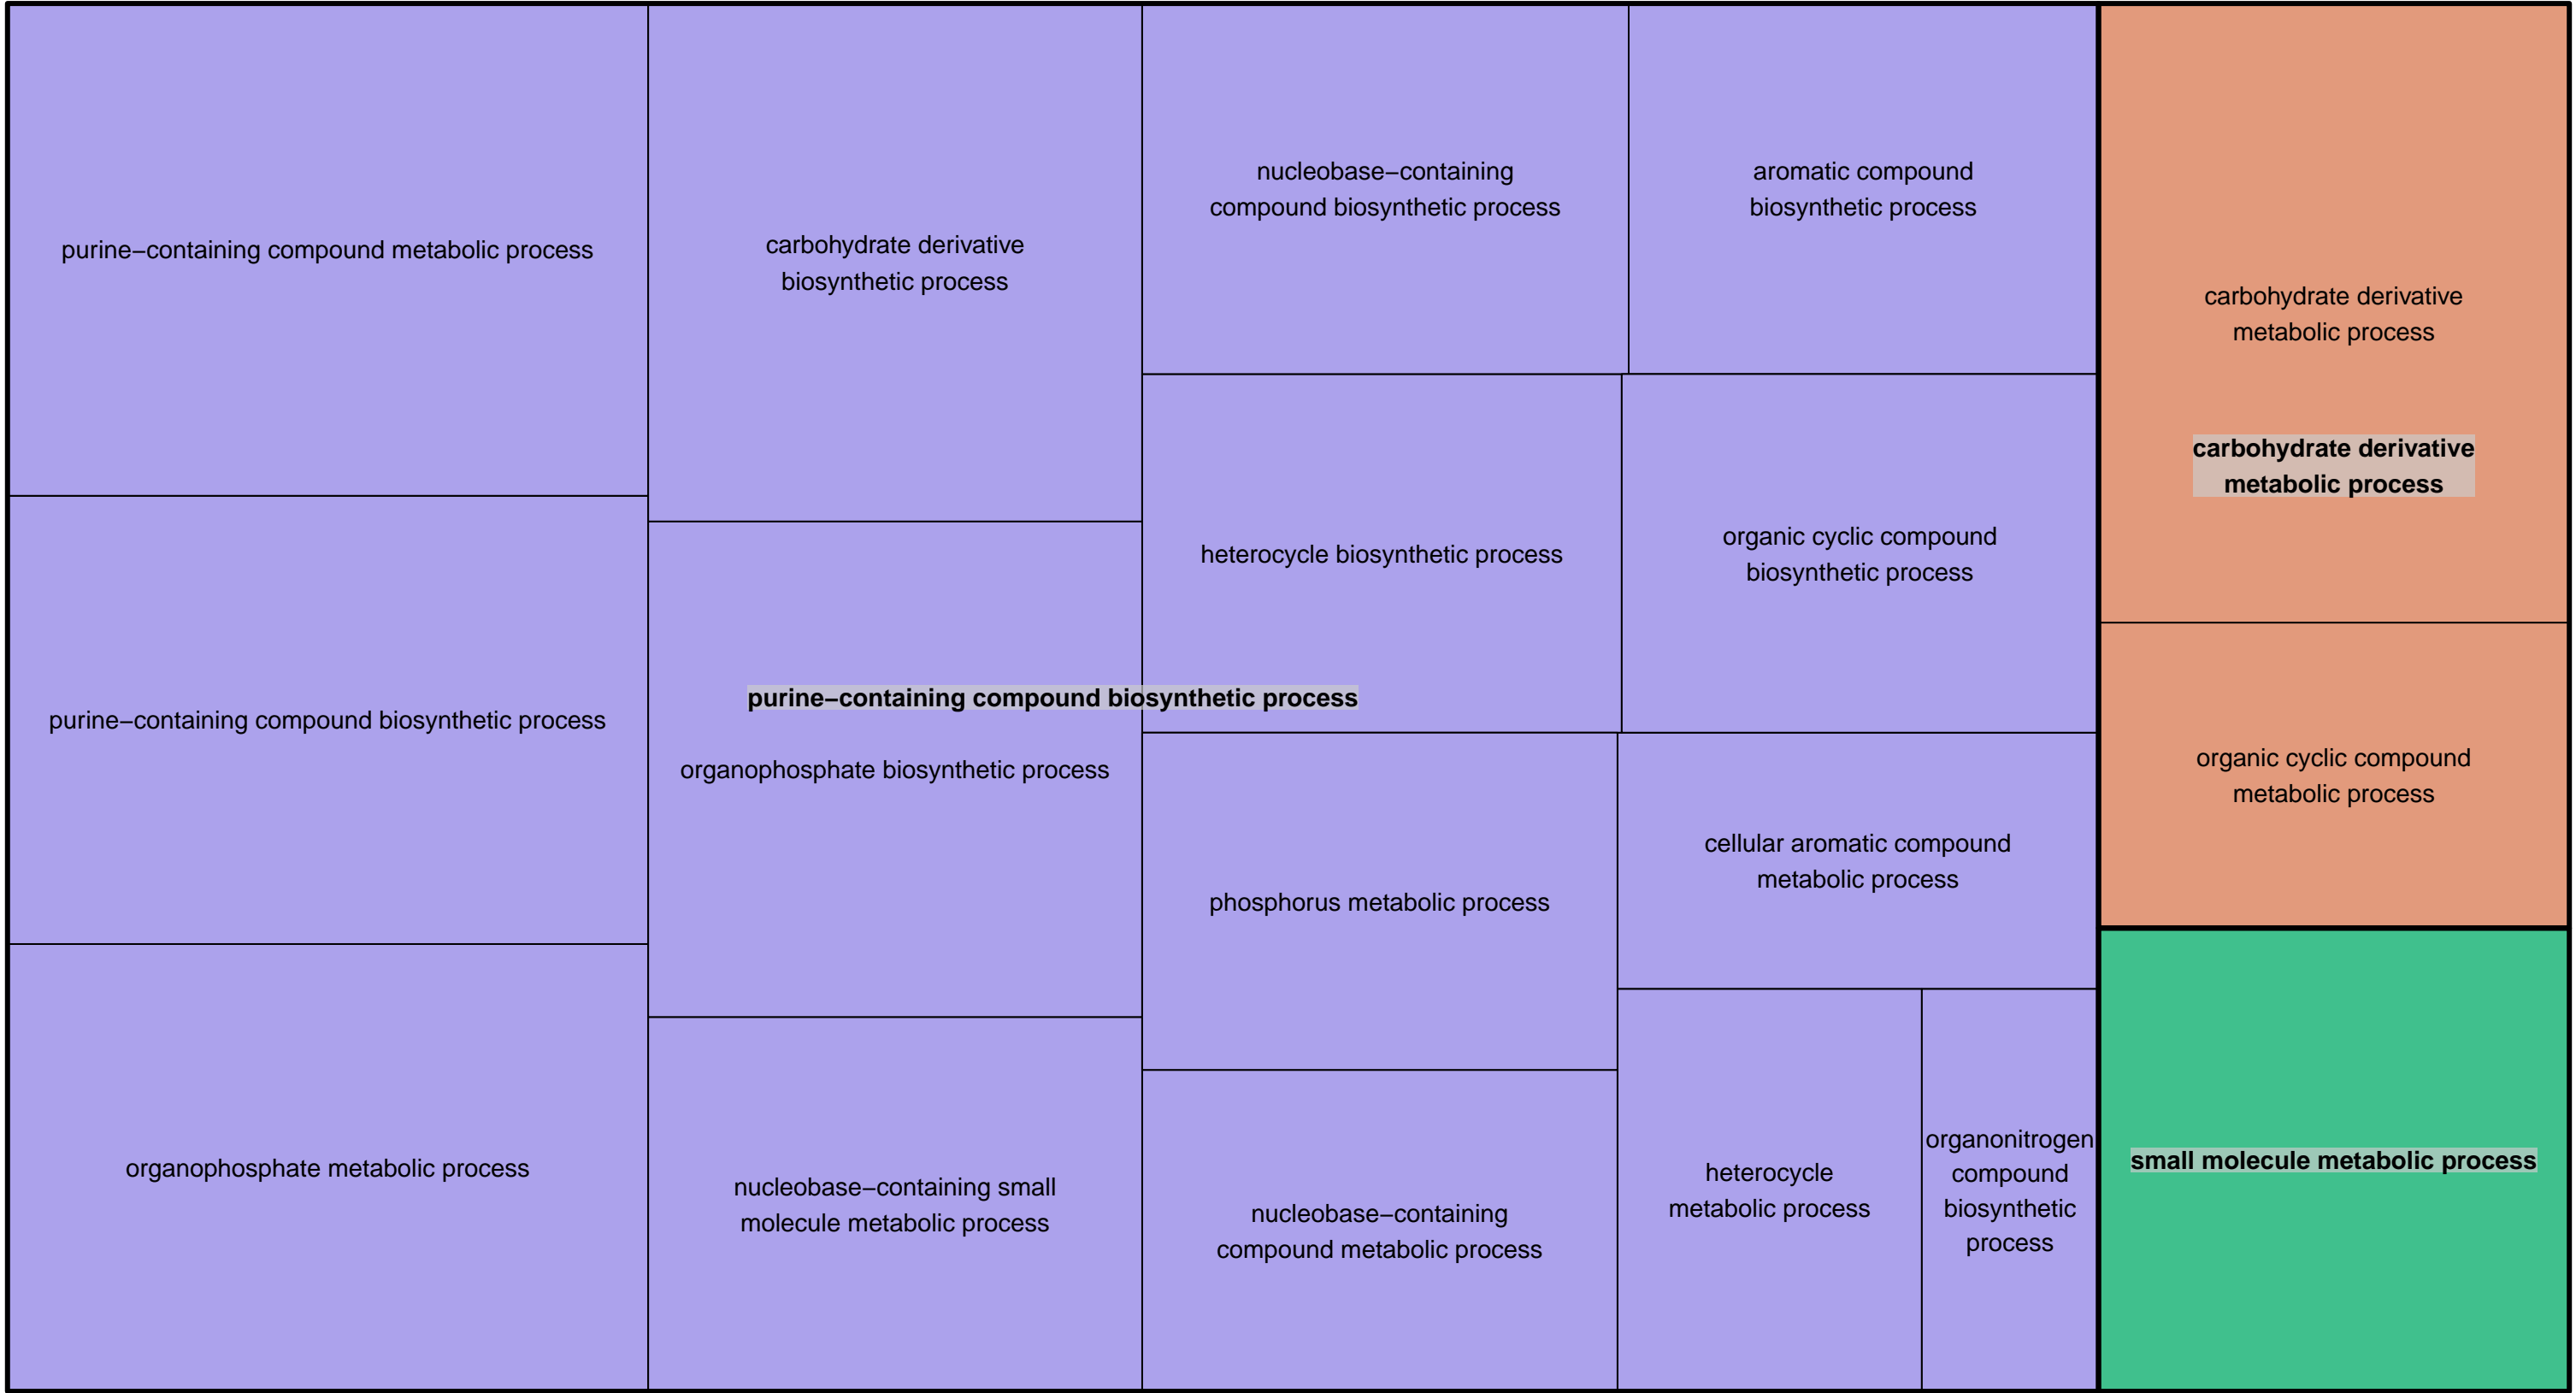 purine−containing compound metabolic process
purine−containing compound biosynthetic process
organophosphate metabolic process
carbohydrate derivative
biosynthetic process
purine−containing compound biosynthetic process
organophosphate biosynthetic process
nucleobase−containing small
molecule metabolic process
nucleobase−containing
compound biosynthetic process
aromatic compound
biosynthetic process
heterocycle biosynthetic process
organic cyclic compound
biosynthetic process
phosphorus metabolic process
cellular aromatic compound
metabolic process
nucleobase−containing
compound metabolic process
heterocycle
metabolic process
organonitrogen
compound
biosynthetic
process
carbohydrate derivative
metabolic process
carbohydrate derivative
metabolic process
organic cyclic compound
metabolic process
small molecule metabolic process